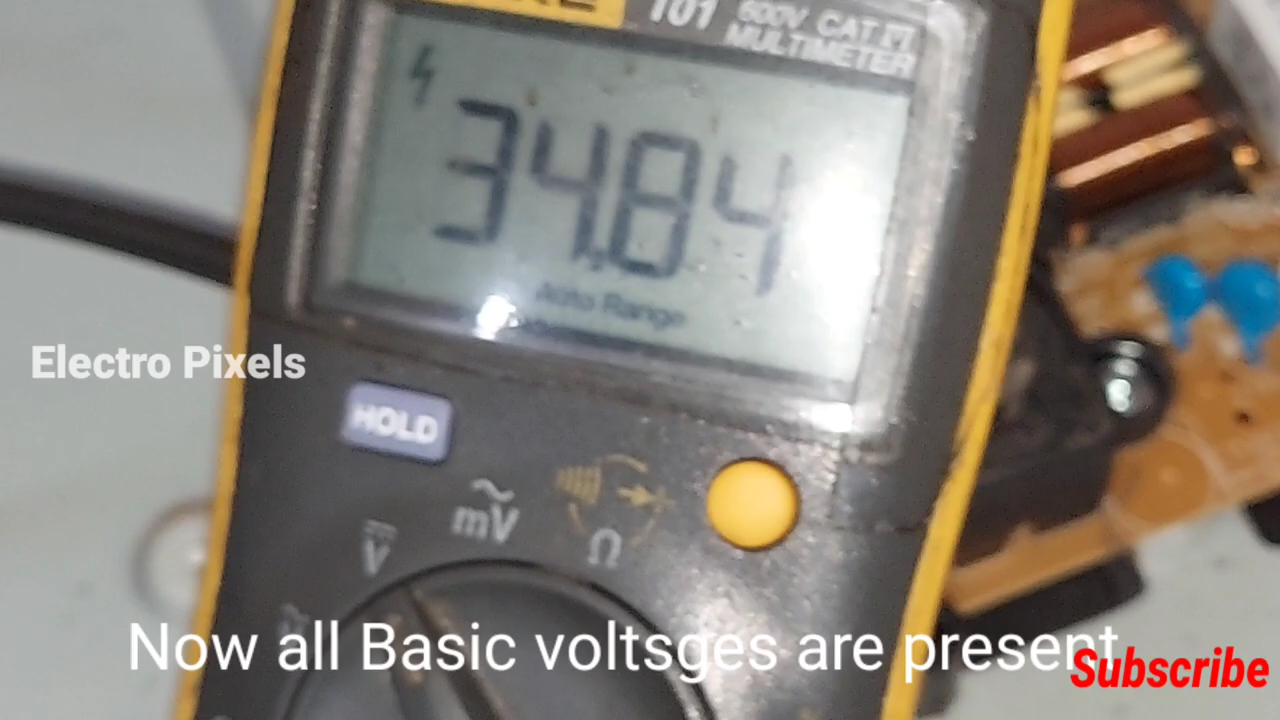 101 600V CAT III
MULTIMETER
34.84
Auto Range
Electro Pixels
HOLD
mV
V
Ω
Now all Basic voltsges are present
Subscribe